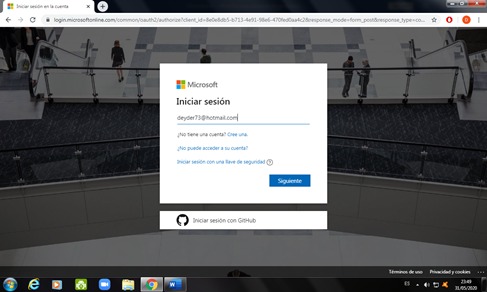 Iniciar sesión en la cuenta
login.microsoftonline.com/common/oauth2/authorize?client_id=8e0e8db5-b713-4e91-98e6-470fed0aa4c2&response_mode=form_post&response_type=co...
Microsoft
Iniciar sesión
deyder73@hotmail.com
¿No tiene una cuenta? Cree una.
¿No puede acceder a su cuenta?
Iniciar sesión con una llave de seguridad
Siguiente
Iniciar sesión con GitHub
Términos de uso Privacidad y cookies ...
ES 23:49
31/05/2020